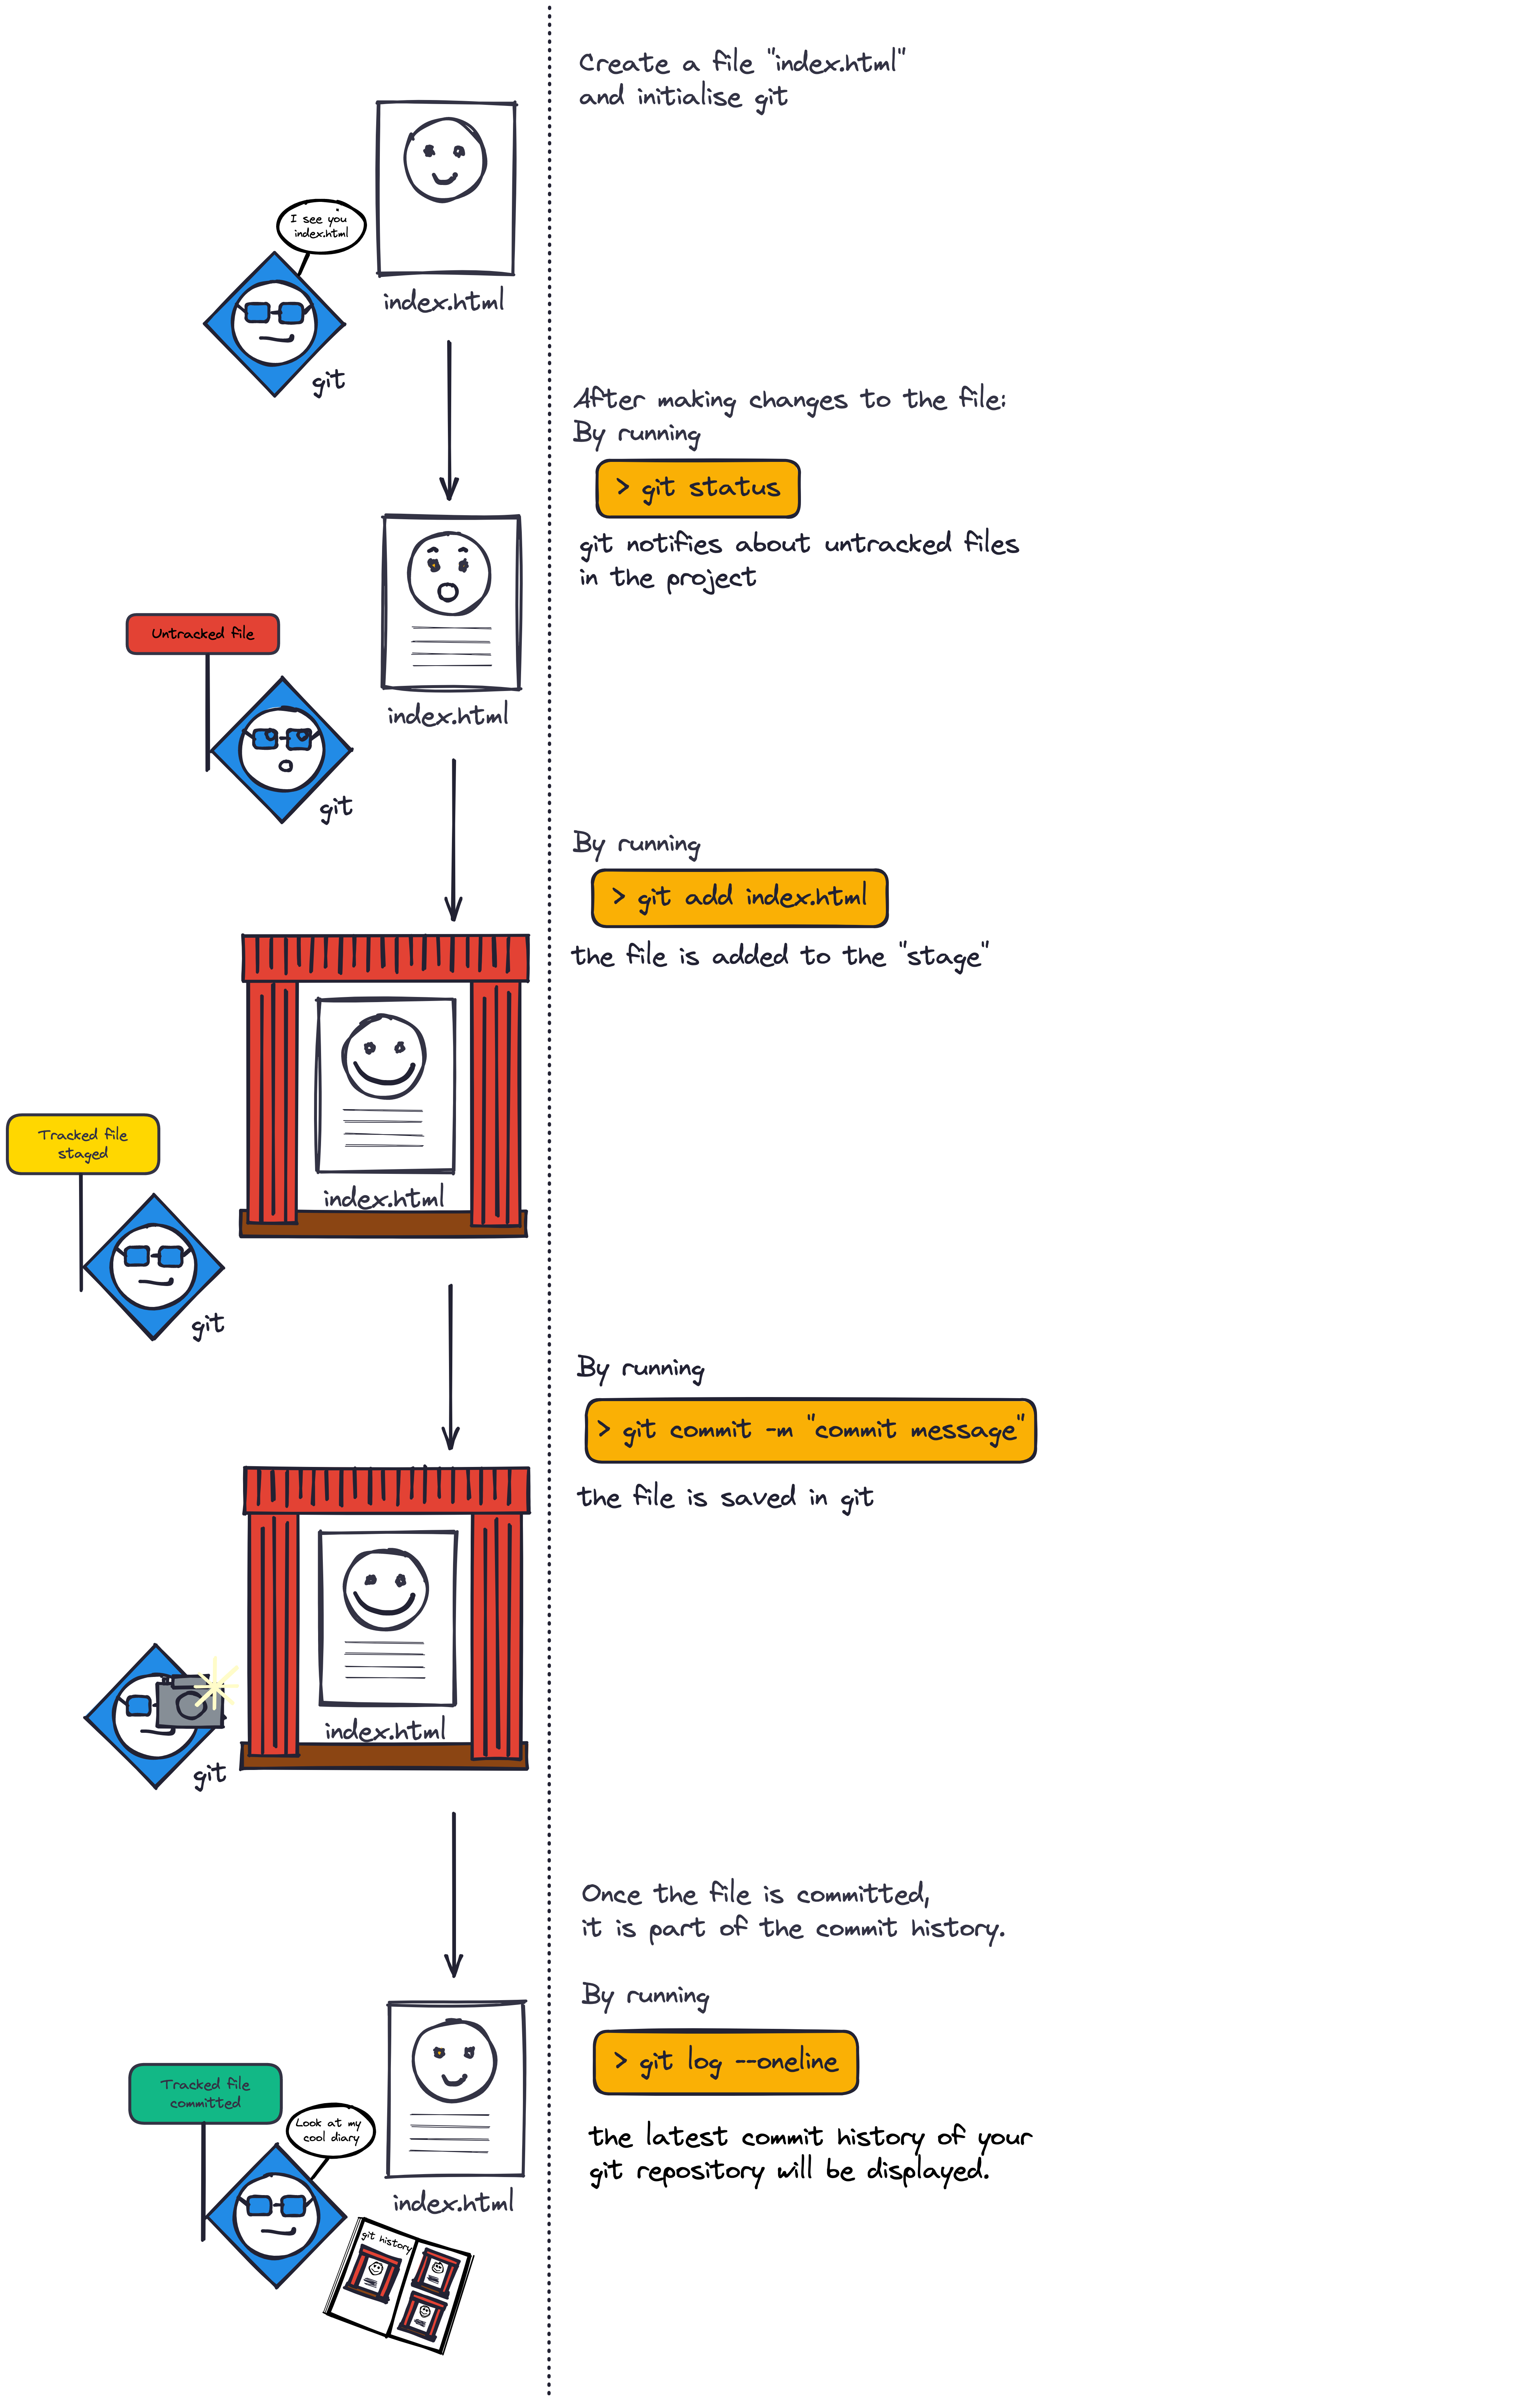 Create a file "index.html"
and initialise git
I see you
index.html
index.html
git
After making changes to the file:
By running
> git status
git notifies about untracked files
in the project
Untracked file
index.html
git
By running
> git add index.html
the file is added to the "stage"
Tracked file
staged
index.html
git
By running
> git commit -m "commit message"
the file is saved in git
index.html
git
Once the file is committed,
it is part of the commit history.
By running
> git log --oneline
the latest commit history of your
git repository will be displayed.
Tracked file
committed
Look at my
cool diary
index.html
git history